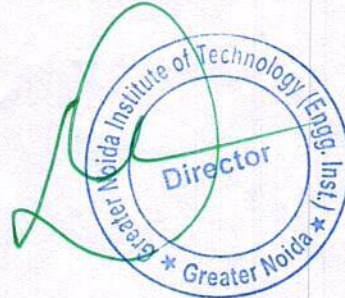 Greater Noida Institute of Technology (Engg. Inst.)
Director
★ Greater Noida ★